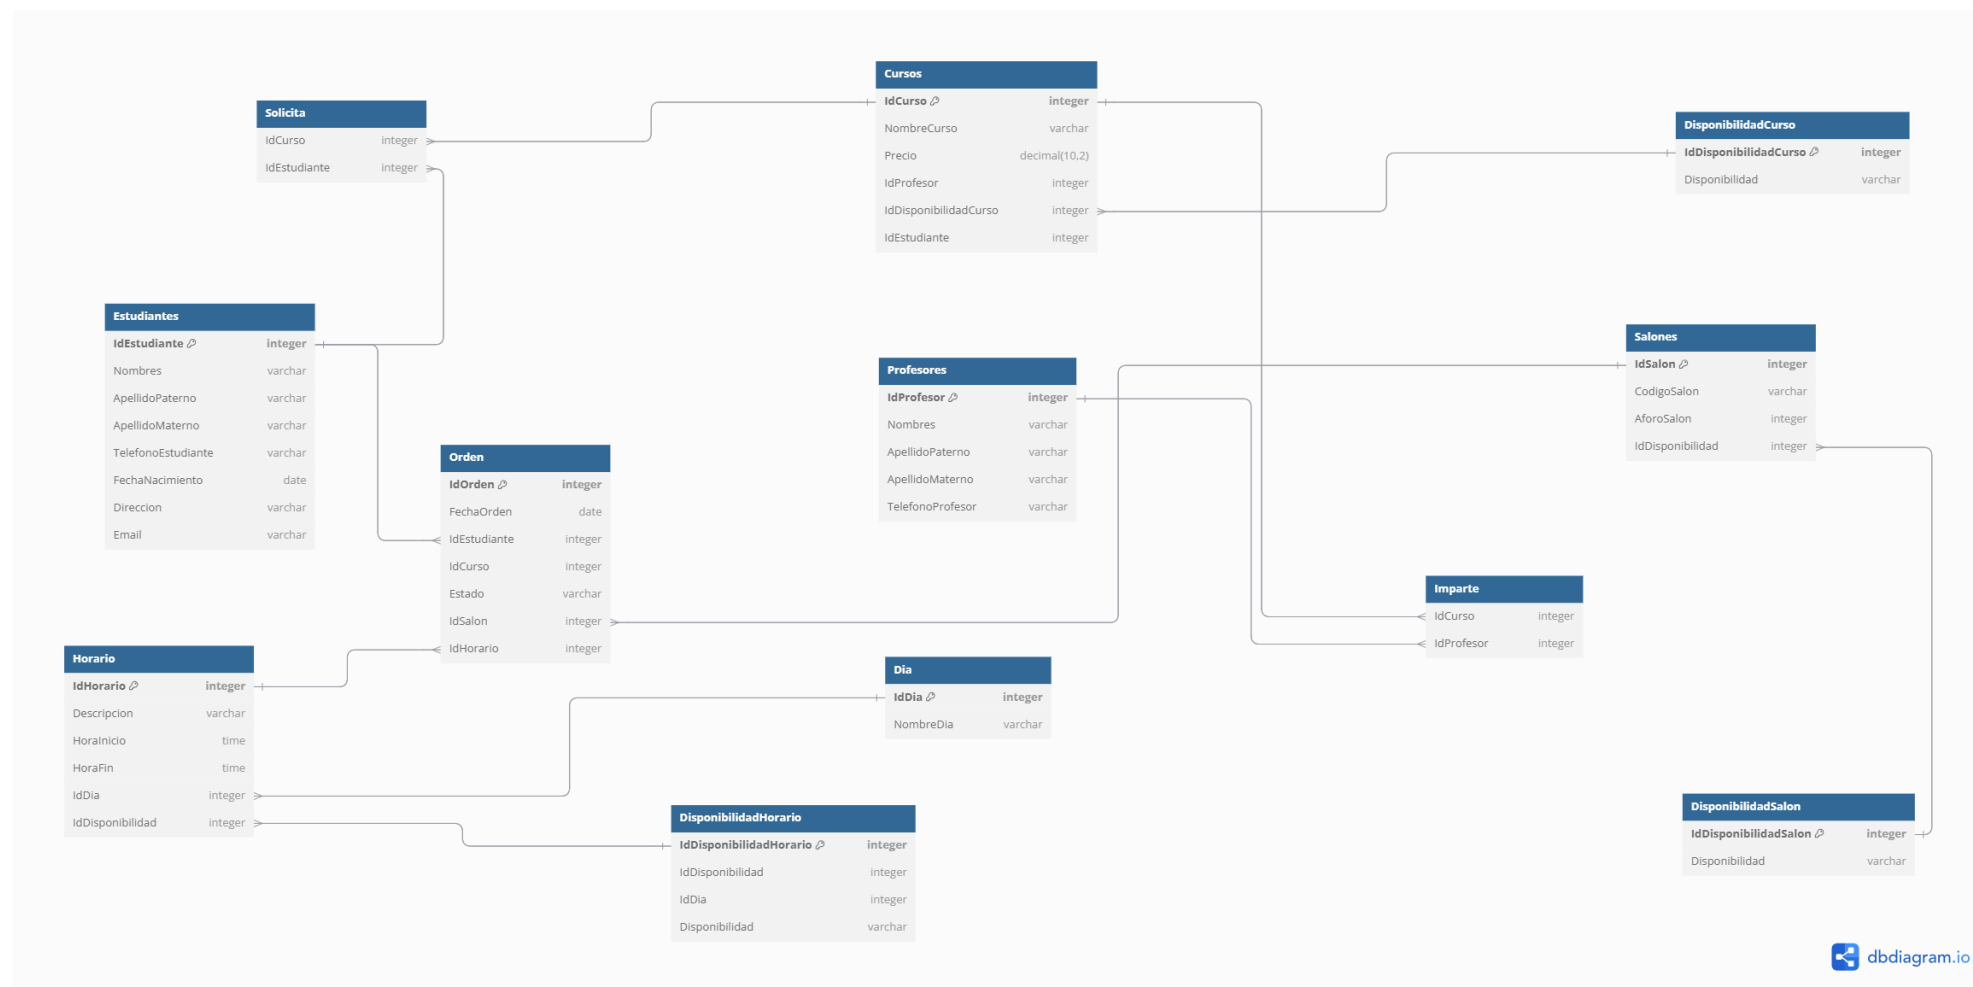 Solicita
IdCurso integer
IdEstudiante integer
Cursos
IdCurso integer
NombreCurso varchar
Precio decimal(10,2)
IdProfesor integer
IdDisponibilidadCurso integer
IdEstudiante integer
DisponibilidadCurso
IdDisponibilidadCurso integer
Disponibilidad varchar
Estudiantes
IdEstudiante integer
Nombres varchar
ApellidoPaterno varchar
ApellidoMaterno varchar
TelefonoEstudiante varchar
FechaNacimiento date
Direccion varchar
Email varchar
Orden
IdOrden integer
FechaOrden date
IdEstudiante integer
IdCurso integer
Estado varchar
IdSalon integer
IdHorario integer
Profesores
IdProfesor integer
Nombres varchar
ApellidoPaterno varchar
ApellidoMaterno varchar
TelefonoProfesor varchar
Salones
IdSalon integer
CodigoSalon varchar
AforoSalon integer
IdDisponibilidad integer
Imparte
IdCurso integer
IdProfesor integer
Horario
IdHorario integer
Descripcion varchar
HoraInicio time
HoraFin time
IdDia integer
IdDisponibilidad integer
Dia
IdDia integer
NombreDia varchar
DisponibilidadHorario
IdDisponibilidadHorario integer
IdDisponibilidad integer
IdDia integer
Disponibilidad varchar
DisponibilidadSalon
IdDisponibilidadSalon integer
Disponibilidad varchar
dbdiagram.io